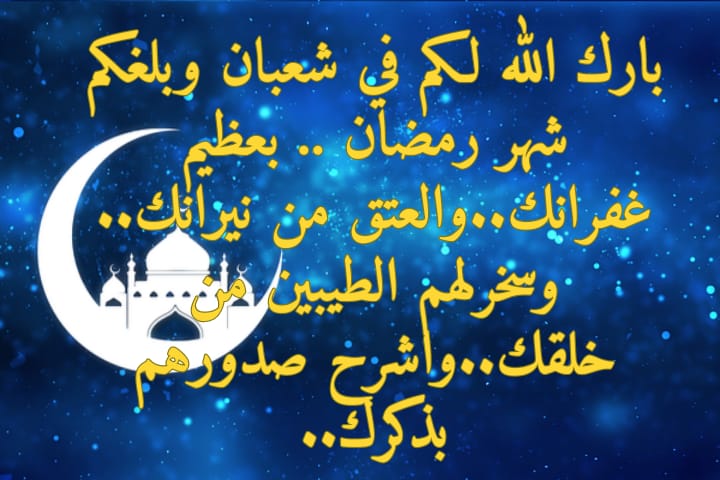 بارك الله لكم في شعبان وبلغكم
شهر رمضان .. بعظيم
غفرانك..والعتق من نيرانك..
وسخرلهم الطيبين من
خلقك..واشرح صدورهم
بذكرك..